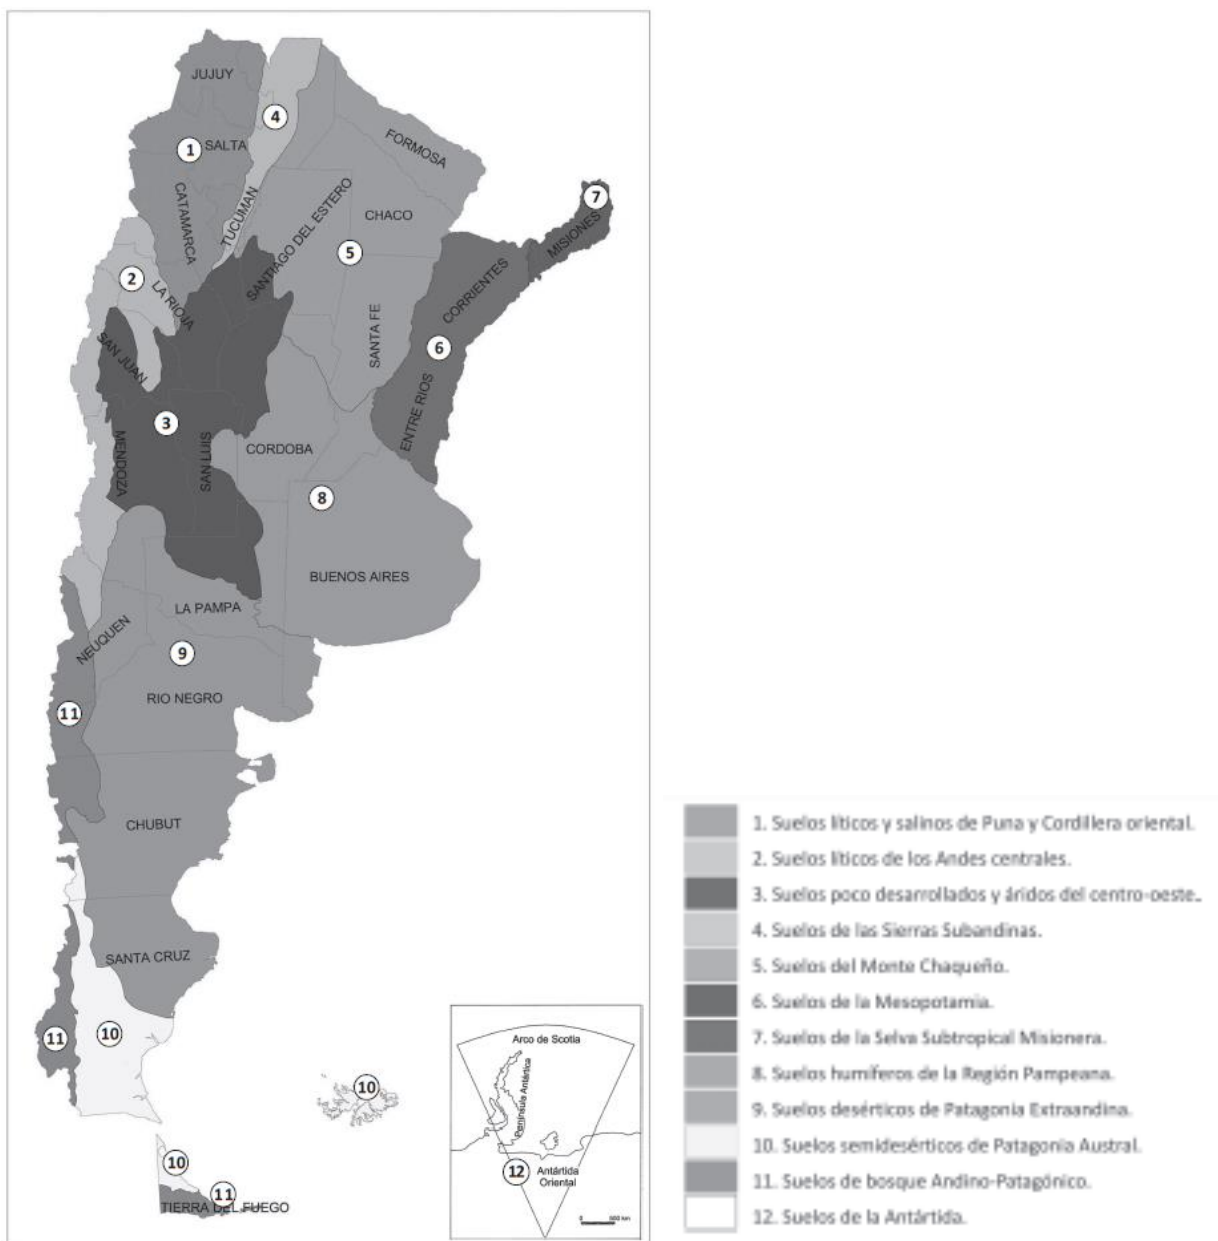 JUJUY
4
FORMOSA
1
SALTA
7
CATAMARCA
TUCUMAN
SANTIAGO DEL ESTERO
CHACO
MISIONES
5
2
LA RIOJA
CORRIENTES
SAN JUAN
SANTA FE
6
3
ENTRE RIOS
MENDOZA
SAN LUIS
CORDOBA
8
BUENOS AIRES
LA PAMPA
NEUQUEN
9
RIO NEGRO
11
CHUBUT
SANTA CRUZ
10
11
10
10
11
TIERRA DEL FUEGO
Arco de Scotia
Península Antártica
12
Antártida
Oriental
0 500 km
1. Suelos líticos y salinos de Puna y Cordillera oriental.
2. Suelos líticos de los Andes centrales.
3. Suelos poco desarrollados y áridos del centro-oeste.
4. Suelos de las Sierras Subandinas.
5. Suelos del Monte Chaqueño.
6. Suelos de la Mesopotamia.
7. Suelos de la Selva Subtropical Misionera.
8. Suelos humíferos de la Región Pampeana.
9. Suelos desérticos de Patagonia Extraandina.
10. Suelos semidesérticos de Patagonia Austral.
11. Suelos de bosque Andino-Patagónico.
12. Suelos de la Antártida.